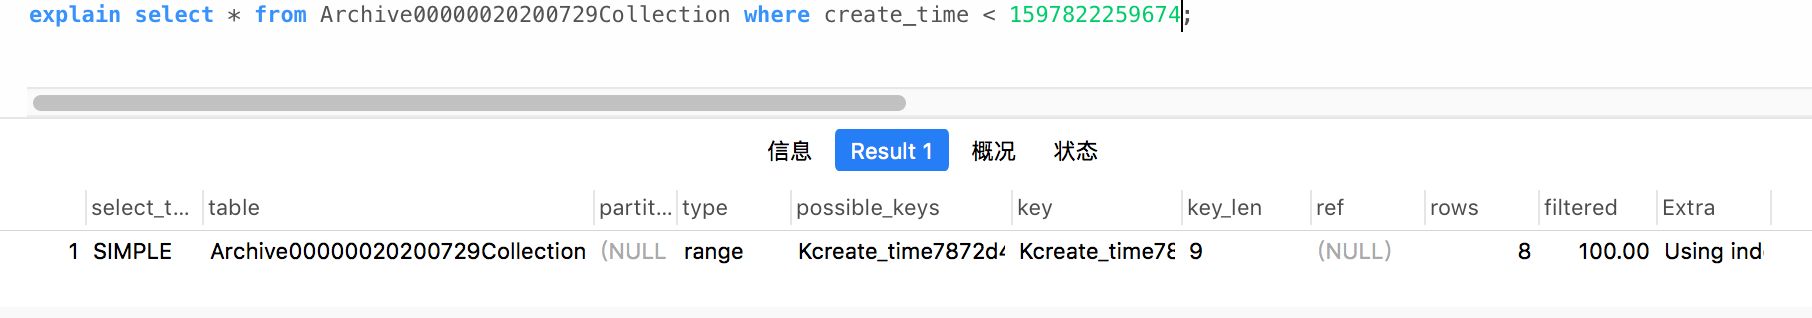 explain select * from Archive00000020200729Collection where create_time < 1597822259674;
信息 Result 1 概况 状态
select_t... table partit... type possible_keys key key_len ref rows filtered Extra
1 SIMPLE Archive00000020200729Collection (NULL range Kcreate_time7872d4 Kcreate_time78 9 (NULL) 8 100.00 Using ind